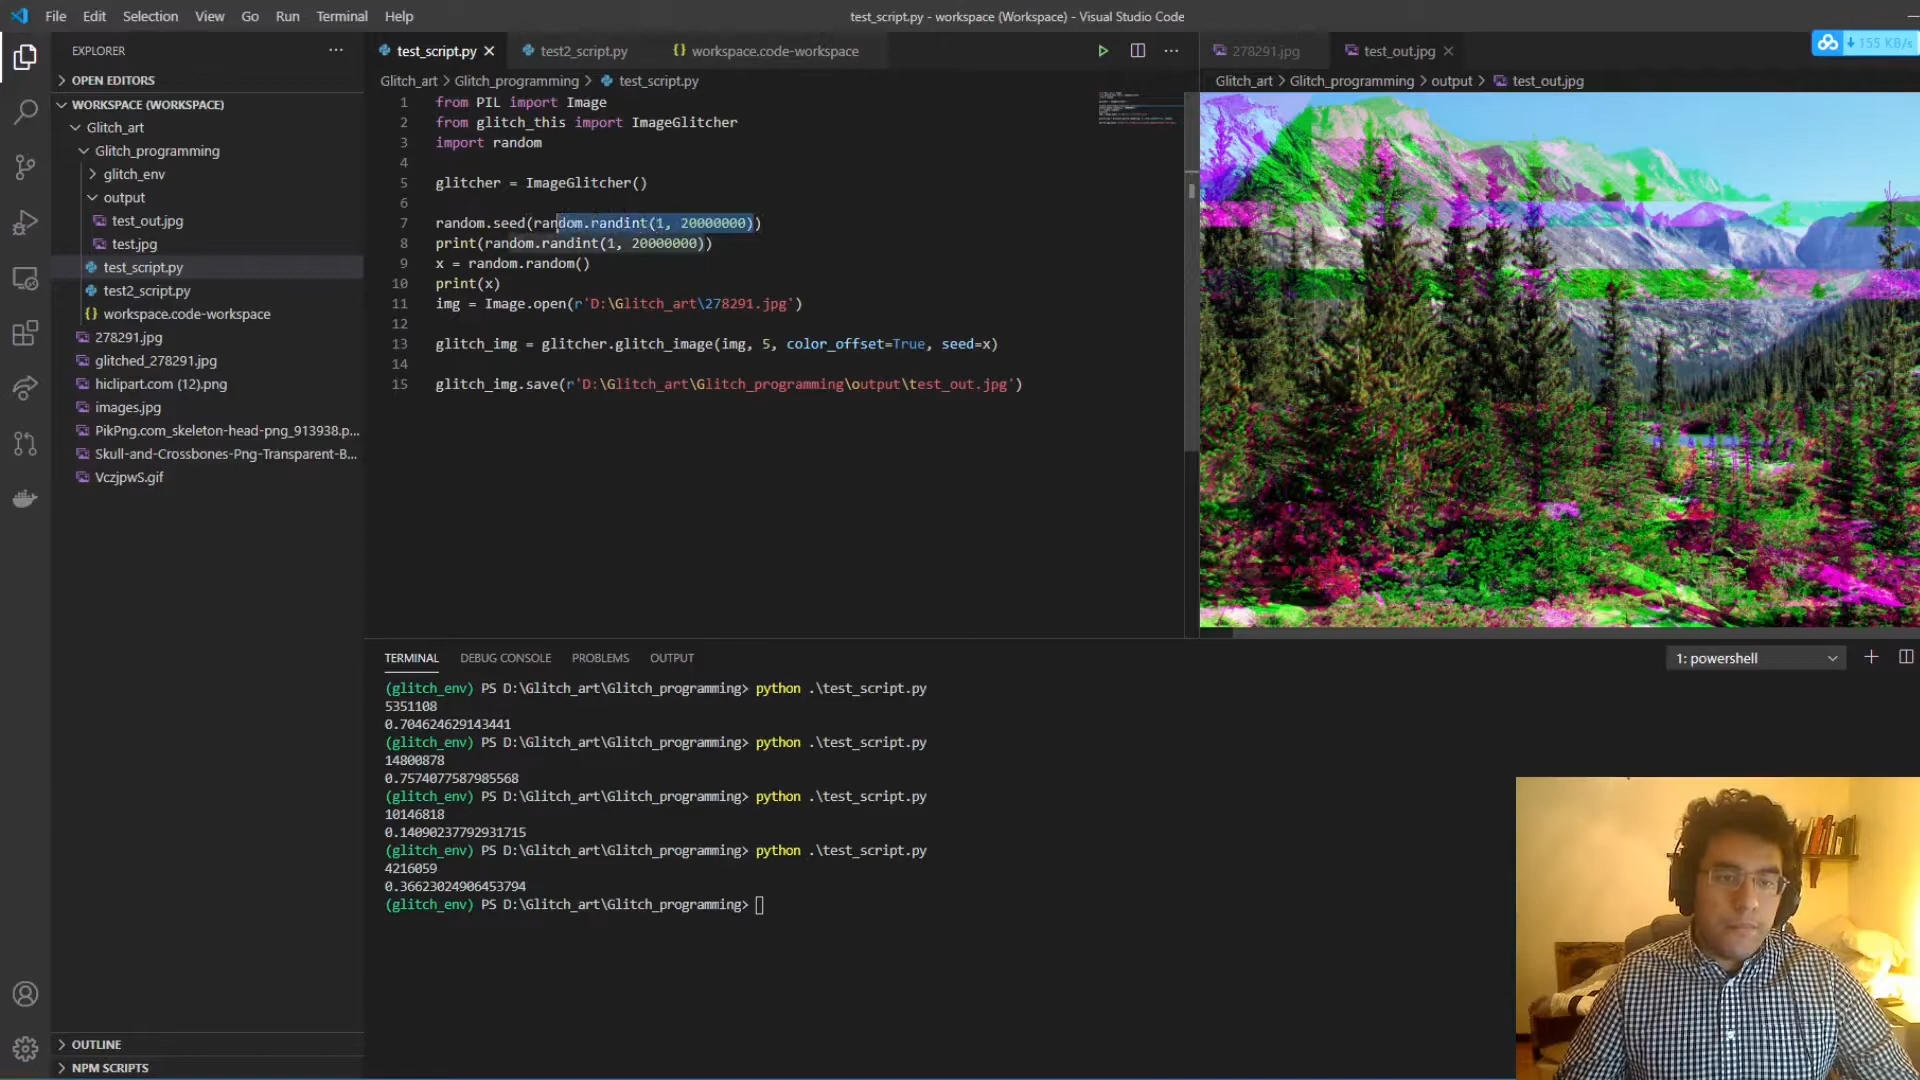 File Edit Selection View Go Run Terminal Help
test_script.py - workspace (Workspace) - Visual Studio Code
EXPLORER
OPEN EDITORS
WORKSPACE (WORKSPACE)
Glitch_art
Glitch_programming
glitch_env
output
test_out.jpg
test.jpg
test_script.py
test2_script.py
workspace.code-workspace
278291.jpg
glitched_278291.jpg
hiclipart.com (12).png
images.jpg
PikPng.com_skeleton-head-png_913938.p...
Skull-and-Crossbones-Png-Transparent-B...
VczjpwS.gif
OUTLINE
NPM SCRIPTS
test_script.py test2_script.py workspace.code-workspace
Glitch_art > Glitch_programming > test_script.py
1 from PIL import Image
2 from glitch_this import ImageGlitcher
3 import random
4
5 glitcher = ImageGlitcher()
6
7 random.seed(random.randint(1, 20000000))
8 print(random.randint(1, 20000000))
9 x = random.random()
10 print(x)
11 img = Image.open(r'D:\Glitch_art\278291.jpg')
12
13 glitch_img = glitcher.glitch_image(img, 5, color_offset=True, seed=x)
14
15 glitch_img.save(r'D:\Glitch_art\Glitch_programming\output\test_out.jpg')
278291.jpg test_out.jpg
155 KB/s
Glitch_art > Glitch_programming > output > test_out.jpg
TERMINAL DEBUG CONSOLE PROBLEMS OUTPUT
1: powershell
(glitch_env) PS D:\Glitch_art\Glitch_programming> python .\test_script.py
5351108
0.704624629143441
(glitch_env) PS D:\Glitch_art\Glitch_programming> python .\test_script.py
14800878
0.7574077587985568
(glitch_env) PS D:\Glitch_art\Glitch_programming> python .\test_script.py
10146818
0.14090237792931715
(glitch_env) PS D:\Glitch_art\Glitch_programming> python .\test_script.py
4216059
0.36623024906453794
(glitch_env) PS D:\Glitch_art\Glitch_programming>